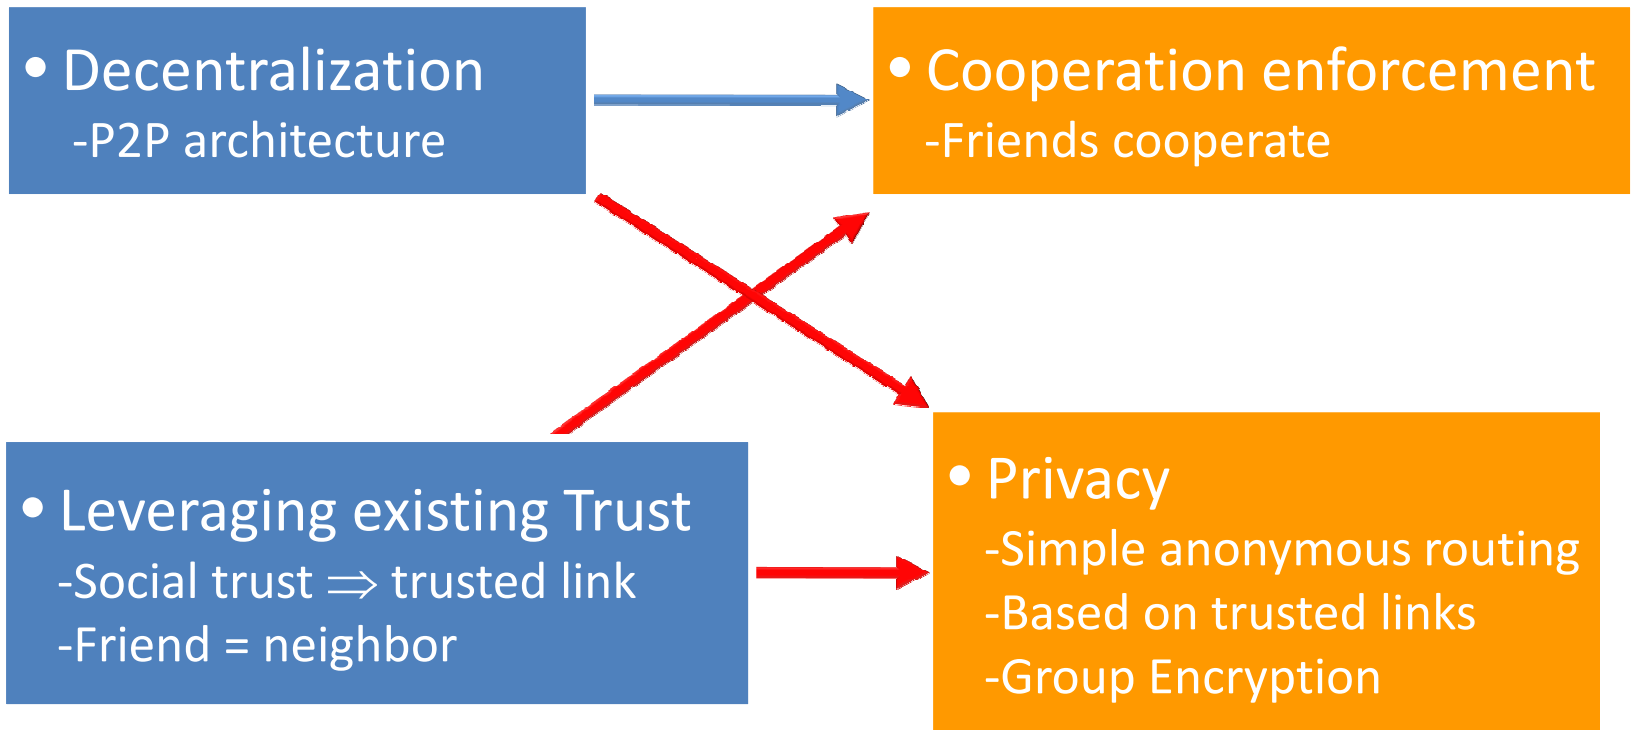 • Decentralization
-P2P architecture
• Cooperation enforcement
-Friends cooperate
• Leveraging existing Trust
-Social trust ⇒ trusted link
-Friend = neighbor
• Privacy
-Simple anonymous routing
-Based on trusted links
-Group Encryption